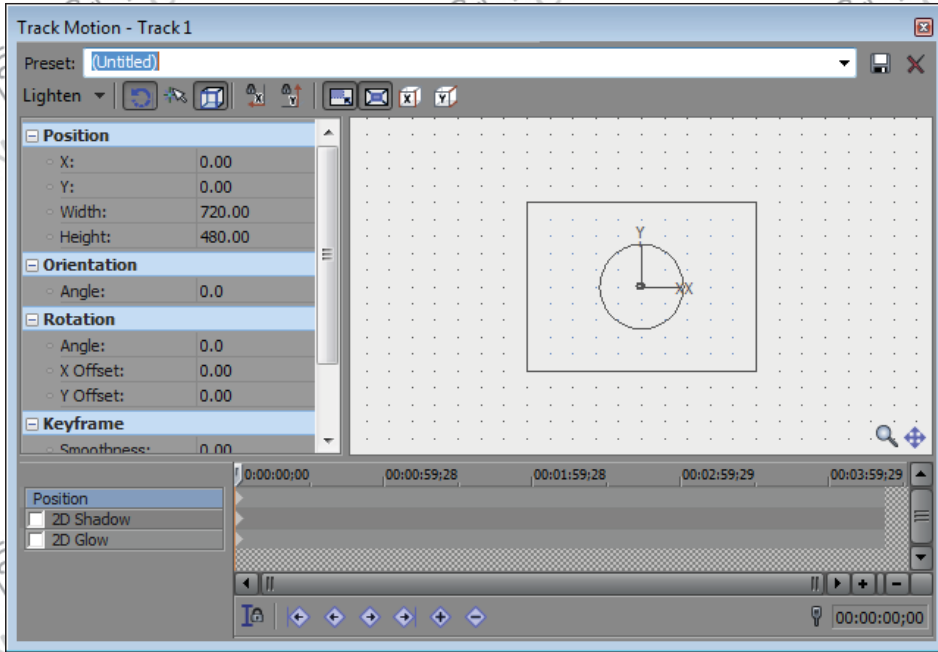 Track Motion - Track 1
Preset: (Untitled)
Lighten
Position
X: 0.00
Y: 0.00
Width: 720.00
Height: 480.00
Orientation
Angle: 0.0
Rotation
Angle: 0.0
X Offset: 0.00
Y Offset: 0.00
Keyframe
Smoothness: 0.00
Y
X
0:00:00;00 00:00:59;28 00:01:59;28 00:02:59;29 00:03:59;29
Position
2D Shadow
2D Glow
00:00:00;00